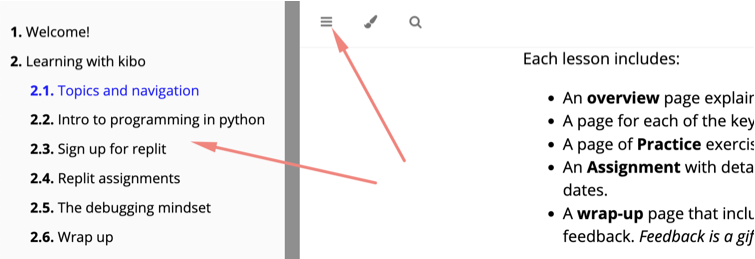 1. Welcome!
2. Learning with kibo
2.1. Topics and navigation
2.2. Intro to programming in python
2.3. Sign up for replit
2.4. Replit assignments
2.5. The debugging mindset
2.6. Wrap up
Each lesson includes:
• An overview page explain
• A page for each of the key
• A page of Practice exercis
• An Assignment with deta
dates.
• A wrap-up page that inclu
feedback. Feedback is a gif